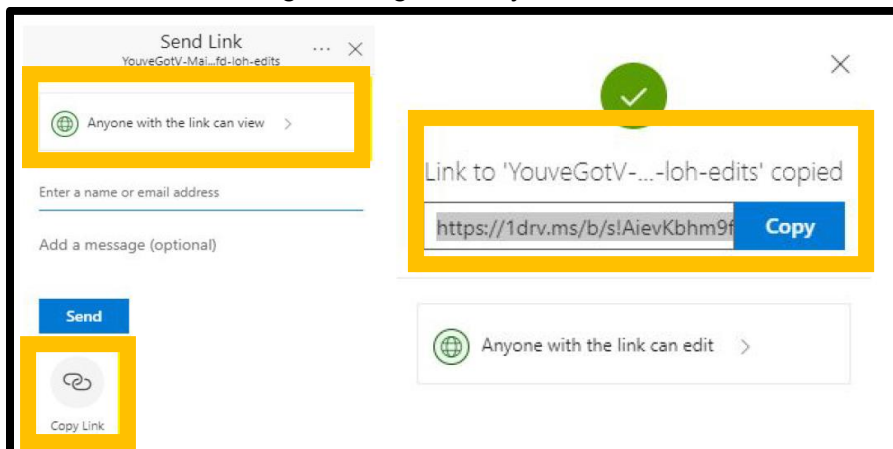 Send Link
YouveGotV-Mai...fd-loh-edits
Anyone with the link can view
Enter a name or email address
Add a message (optional)
Send
Copy Link
Link to 'YouveGotV-...-loh-edits' copied
https://1drv.ms/b/s!AievKbhm9f
Copy
Anyone with the link can edit